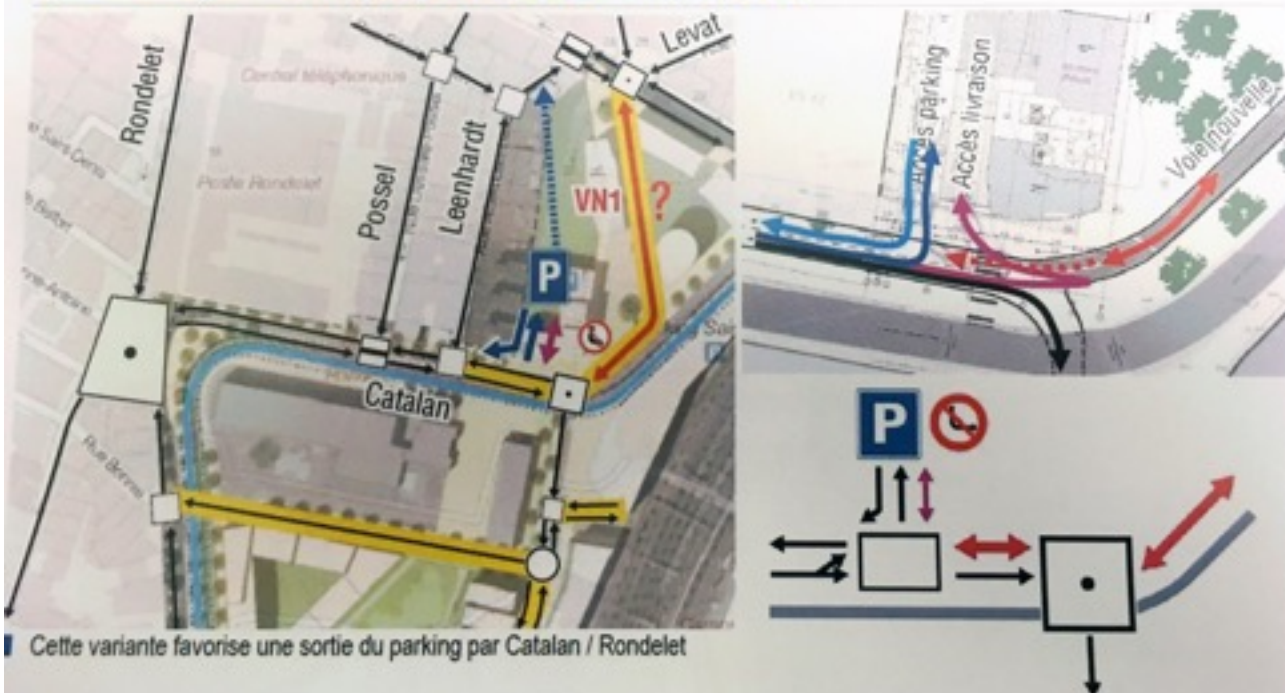 Levat
Rondelet
Central téléphonique
Poste Rondelet
Possel
Leenhardt
VN1 ?
P
Catalan
Accès parking
Accès livraison
Voie nouvelle
P
Cette variante favorise une sortie du parking par Catalan / Rondelet